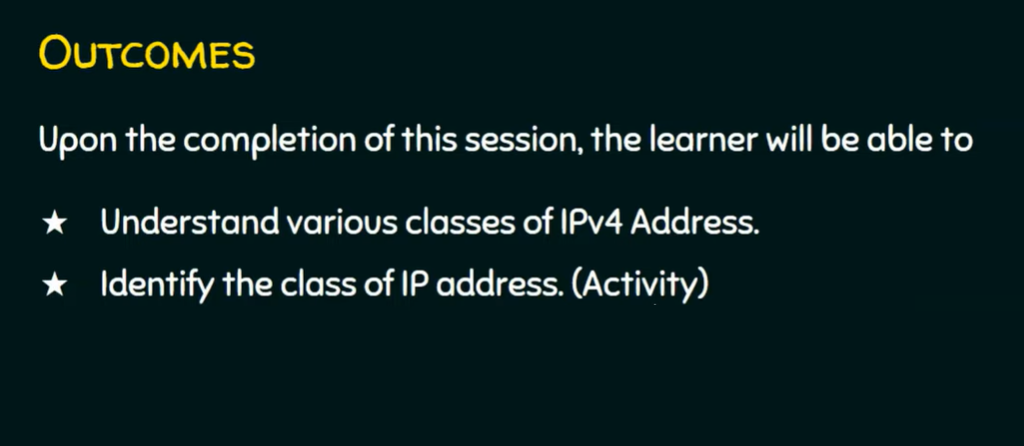 OUTCOMES
Upon the completion of this session, the learner will be able to
★ Understand various classes of IPv4 Address.
★ Identify the class of IP address. (Activity)